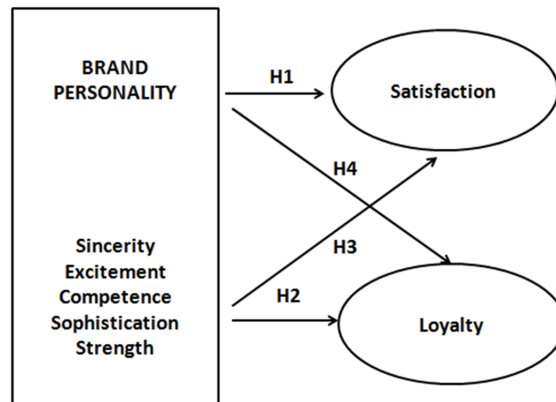 BRAND
PERSONALITY
H1
Satisfaction
H4
Sincerity
Excitement
Competence
Sophistication
Strength
H3
H2
Loyalty